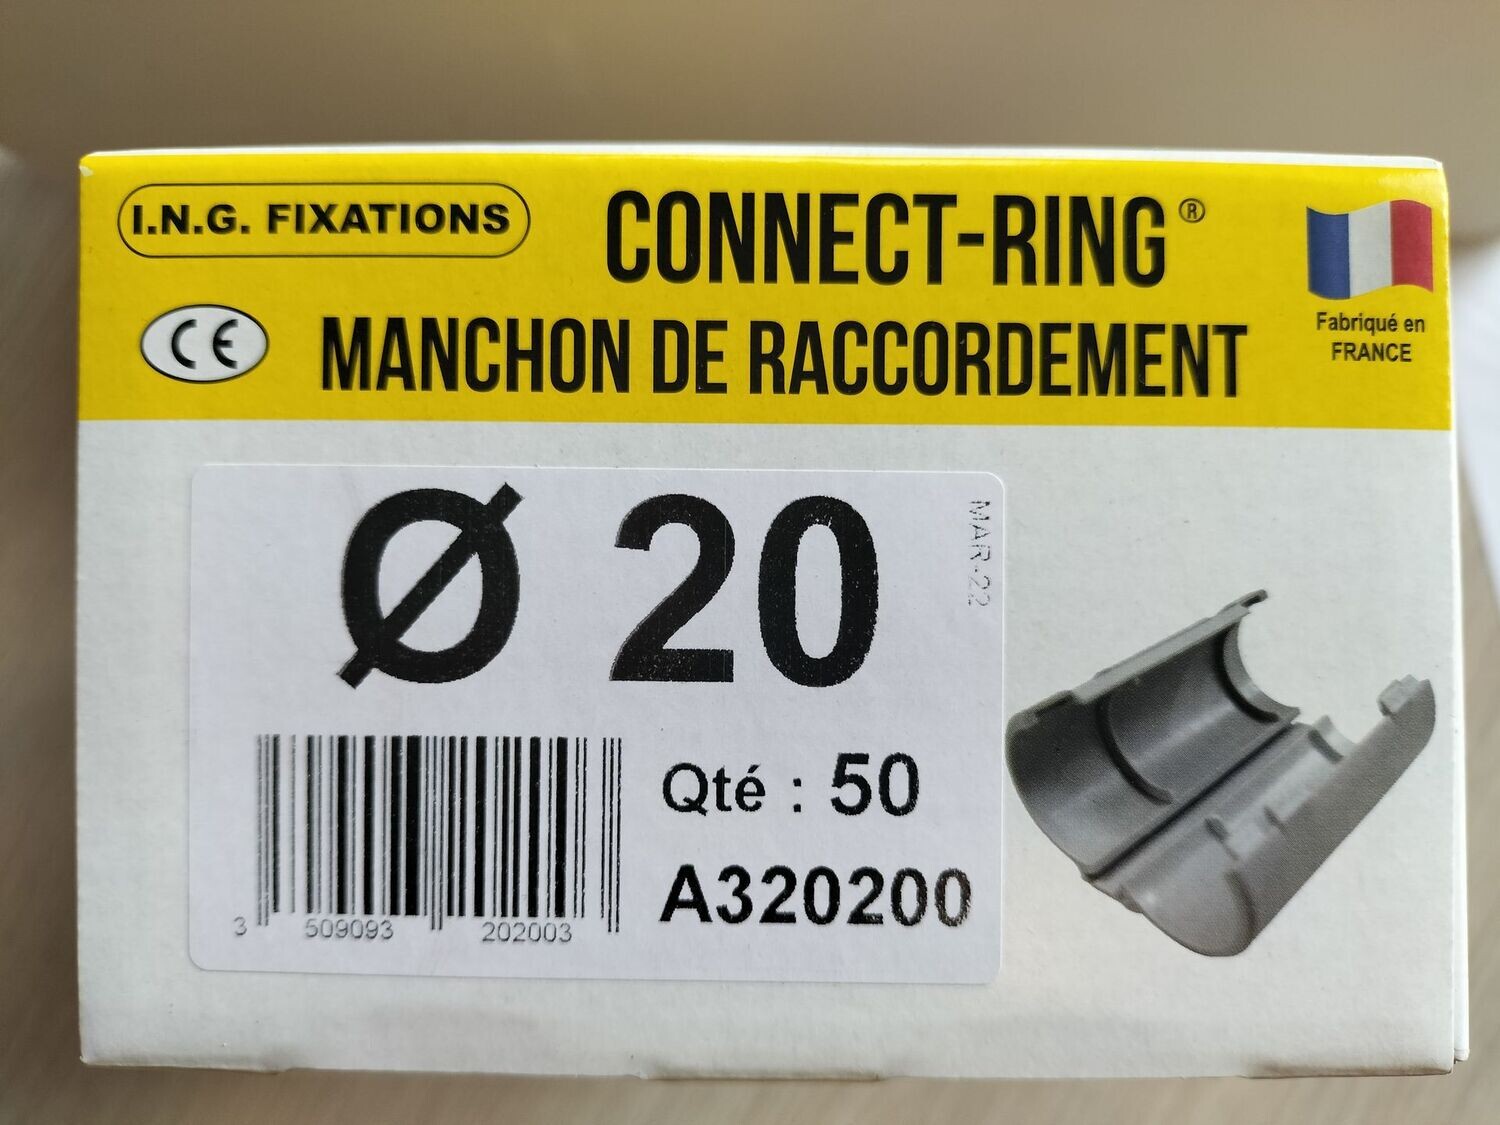 I.N.G. FIXATIONS
CONNECT-RING®
CE
MANCHON DE RACCORDEMENT
Fabriqué en
FRANCE
Ø 20
MAR-22
Qté : 50
A320200
3 509093 202003